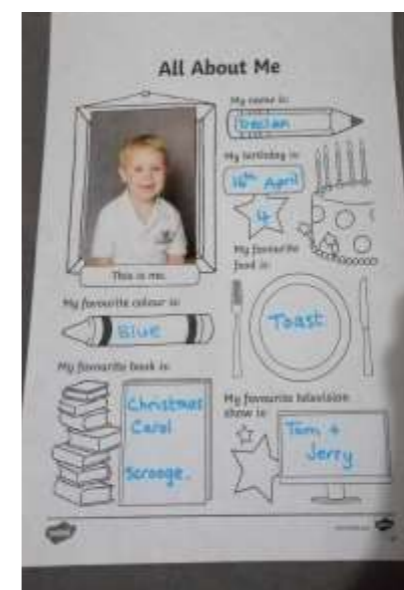 All About Me
My name is:
My birthday is:
16th April
4
This is me.
My favourite
food is:
Toast
My favourite colour is:
Blue
My favourite book is:
Christmas
Carol
Scrooge.
My favourite television
show is:
Tom +
Jerry